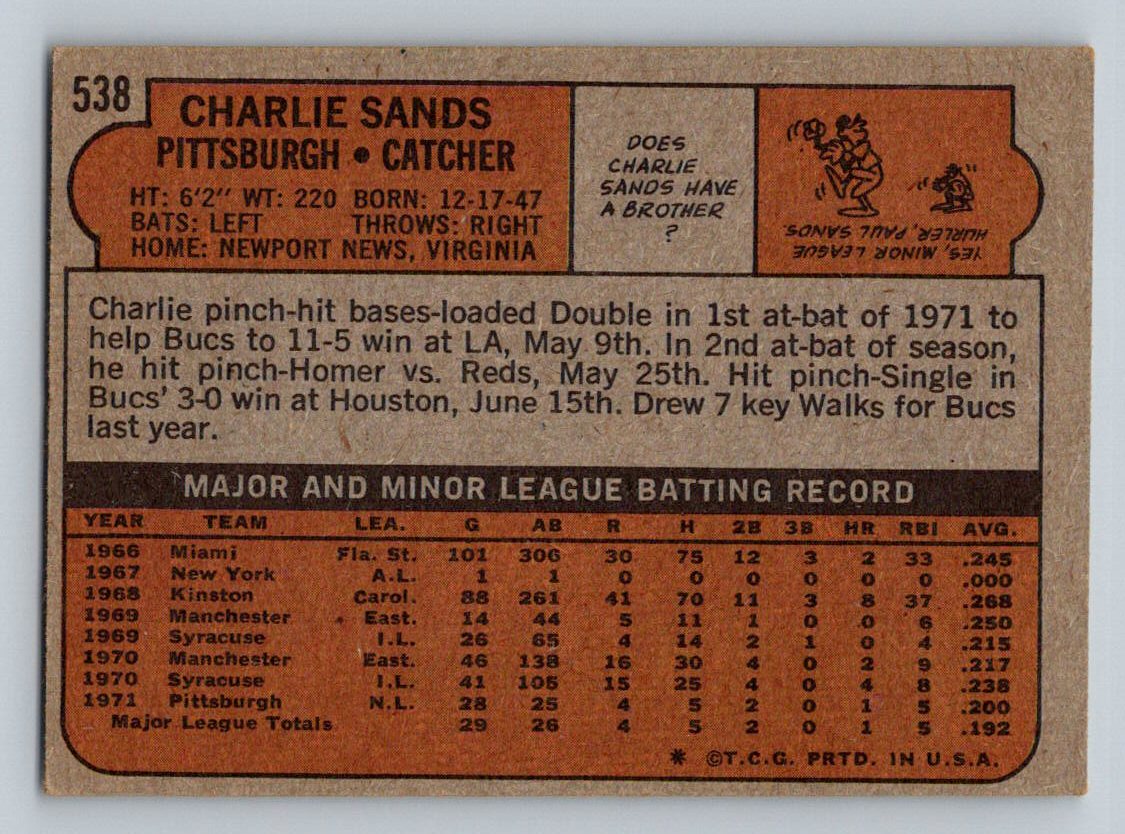 538
CHARLIE SANDS
PITTSBURGH • CATCHER
HT: 6'2" WT: 220 BORN: 12-17-47
BATS: LEFT THROWS: RIGHT
HOME: NEWPORT NEWS, VIRGINIA
DOES
CHARLIE
SANDS HAVE
A BROTHER
?
YES, MINOR LEAGUE
HURLER, PAUL SANDS.
Charlie pinch-hit bases-loaded Double in 1st at-bat of 1971 to
help Bucs to 11-5 win at LA, May 9th. In 2nd at-bat of season,
he hit pinch-Homer vs. Reds, May 25th. Hit pinch-Single in
Bucs' 3-0 win at Houston, June 15th. Drew 7 key Walks for Bucs
last year.
MAJOR AND MINOR LEAGUE BATTING RECORD
YEAR TEAM LEA. G AB R H 2B 3B HR RBI AVG.
1966 Miami Fla. St. 101 306 30 75 12 3 2 33 .245
1967 New York A.L. 1 1 0 0 0 0 0 0 .000
1968 Kinston Carol. 88 261 41 70 11 3 8 37 .268
1969 Manchester East. 14 44 5 11 1 0 0 6 .250
1969 Syracuse I.L. 26 65 4 14 2 1 0 4 .215
1970 Manchester East. 46 138 16 30 4 0 2 9 .217
1970 Syracuse I.L. 41 105 15 25 4 0 4 8 .238
1971 Pittsburgh N.L. 28 25 4 5 2 0 1 5 .200
Major League Totals 29 26 4 5 2 0 1 5 .192
* ©T.C.G. PRTD. IN U.S.A.